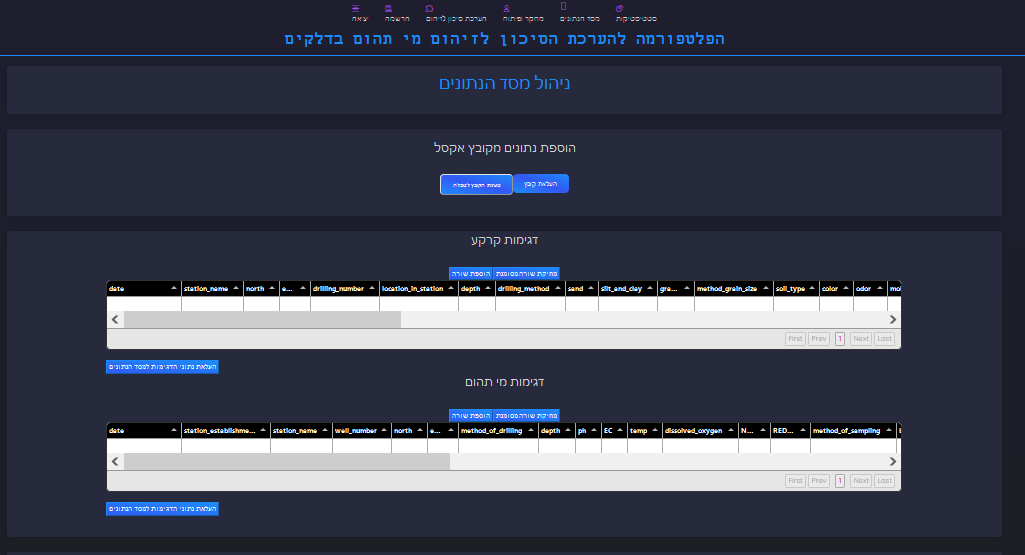 סטטיסטיקות מסד הנתונים מחקר ופיתוח הערכת סיכון לזיהום הרשמה יציאה
הפלטפורמה להערכת הסיכון לזיהום מי תהום בדלקים
ניהול מסד הנתונים
הוספת נתונים מקובץ אקסל
העלאת קובץ טעינת הקובץ לטבלה
דגימות קרקע
מחיקת שורה מסומנת הוספת שורה
date station_name north e... drilling_number location_in_station depth drilling_method sand silt_and_clay gra... method_grain_size soil_type color odor moi
First Prev 1 Next Last
העלאת נתוני הדגימות למסד הנתונים
דגימות מי תהום
מחיקת שורה מסומנת הוספת שורה
date station_establishme... station_name well_number north e... method_of_drilling depth ph EC temp dissolved_oxygen N... RED... method_of_sampling
First Prev 1 Next Last
העלאת נתוני הדגימות למסד הנתונים